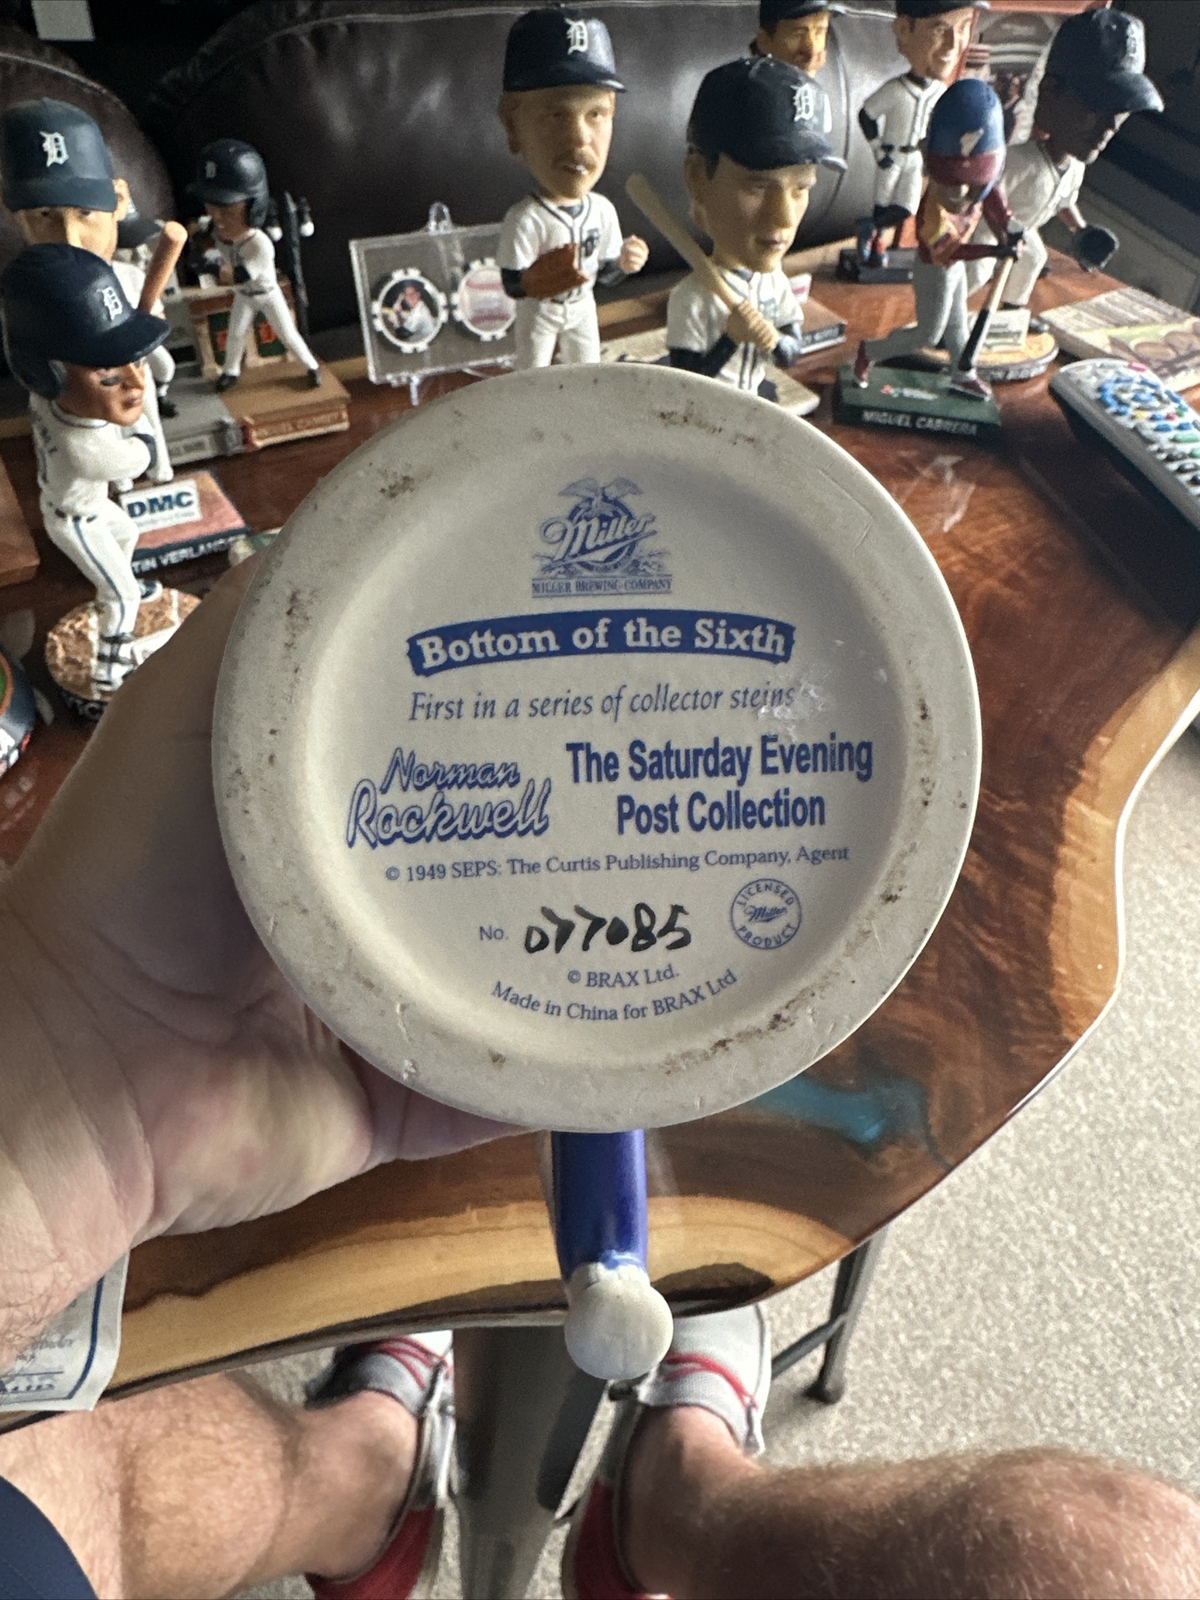 D
D
D
D
D
D
D
MIGUEL CABRERA
DMC
TIN VERLANDER
Miller
MILLER BREWING COMPANY
Bottom of the Sixth
First in a series of collector steins
Norman
Rockwell
The Saturday Evening
Post Collection
© 1949 SEPS: The Curtis Publishing Company, Agent
No. 077085
LICENSED
Miller
PRODUCT
© BRAX Ltd.
Made in China for BRAX Ltd